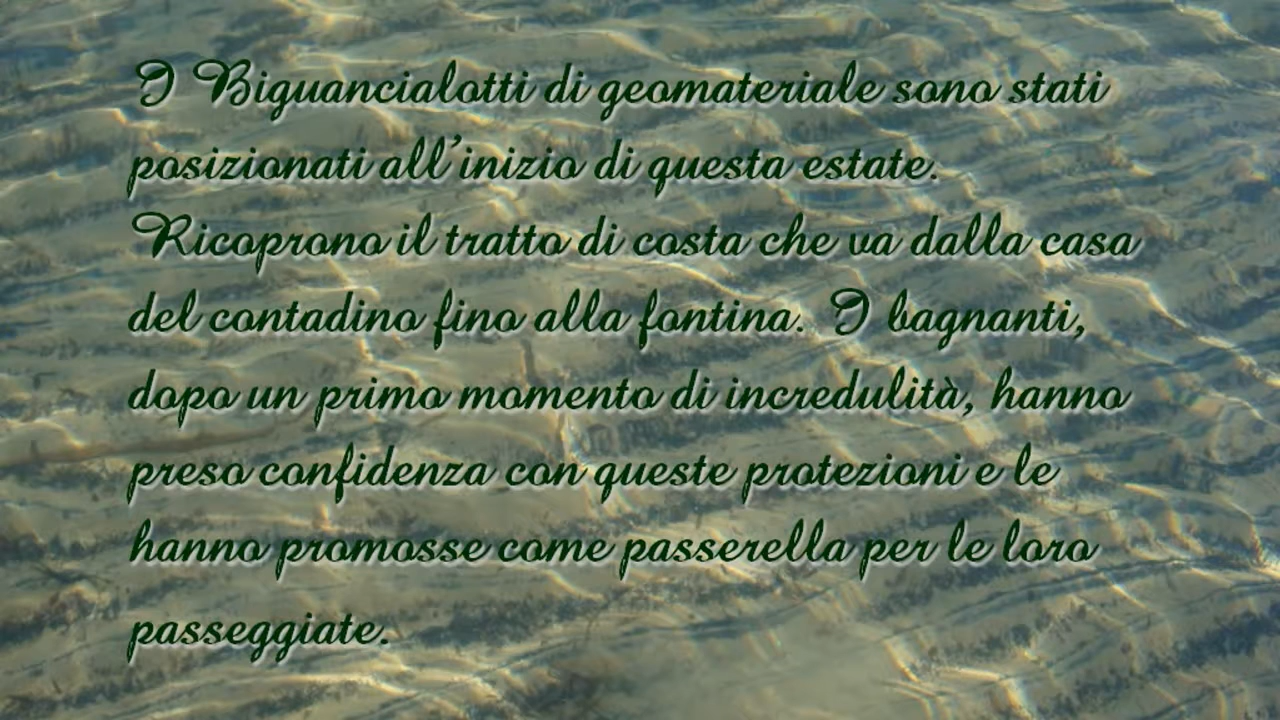 I Biguancialotti di geomateriale sono stati
posizionati all’inizio di questa estate.
Ricoprono il tratto di costa che va dalla casa
del contadino fino alla fontina. I bagnanti,
dopo un primo momento di incredulità, hanno
preso confidenza con queste protezioni e le
hanno promosse come passerella per le loro
passeggiate.